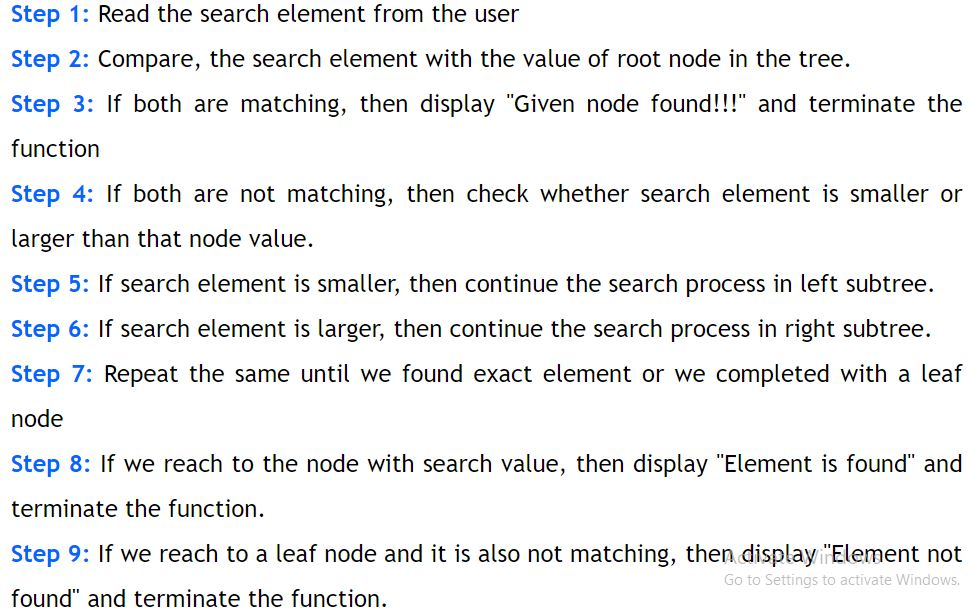 Step 1: Read the search element from the user
Step 2: Compare, the search element with the value of root node in the tree.
Step 3: If both are matching, then display "Given node found!!!" and terminate the
function
Step 4: If both are not matching, then check whether search element is smaller or
larger than that node value.
Step 5: If search element is smaller, then continue the search process in left subtree.
Step 6: If search element is larger, then continue the search process in right subtree.
Step 7: Repeat the same until we found exact element or we completed with a leaf
node
Step 8: If we reach to the node with search value, then display "Element is found" and
terminate the function.
Step 9: If we reach to a leaf node and it is also not matching, then display "Element not
found" and terminate the function.
Activate Windows
Go to Settings to activate Windows.